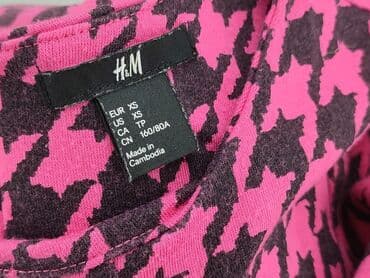 H&M
EUR XS
US XS
CA TP
CN 160/80A
Made in
Cambodia